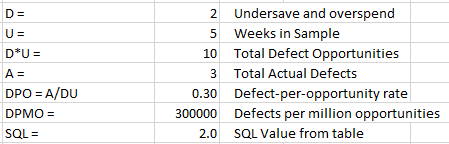 D = 2 Undersave and overspend
U = 5 Weeks in Sample
D*U = 10 Total Defect Opportunities
A = 3 Total Actual Defects
DPO = A/DU 0.30 Defect-per-opportunity rate
DPMO = 300000 Defects per million opportunities
SQL = 2.0 SQL Value from table